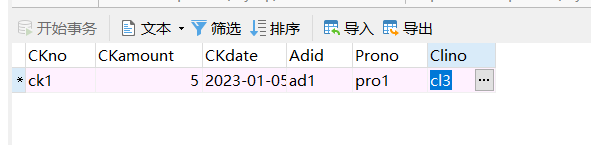 开始事务 文本 筛选 排序 导入 导出
CKno CKamount CKdate Adid Prono Clino
* ck1 5 2023-01-05 ad1 pro1 cl3 ...